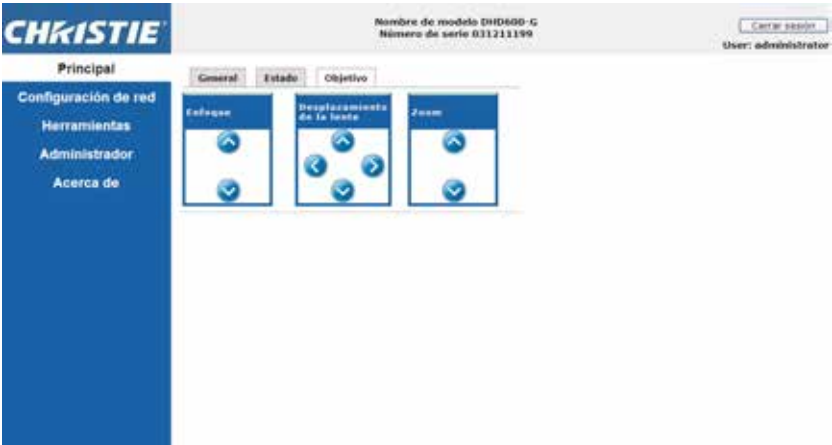 CHRISTIE
Nombre de modelo DHD600-G
Número de serie 031211199
Cerrar sesión
User: administrator
Principal
Configuración de red
Herramientas
Administrador
Acerca de
General Estado Objetivo
Enfoque
Desplazamiento
de la lente
Zoom